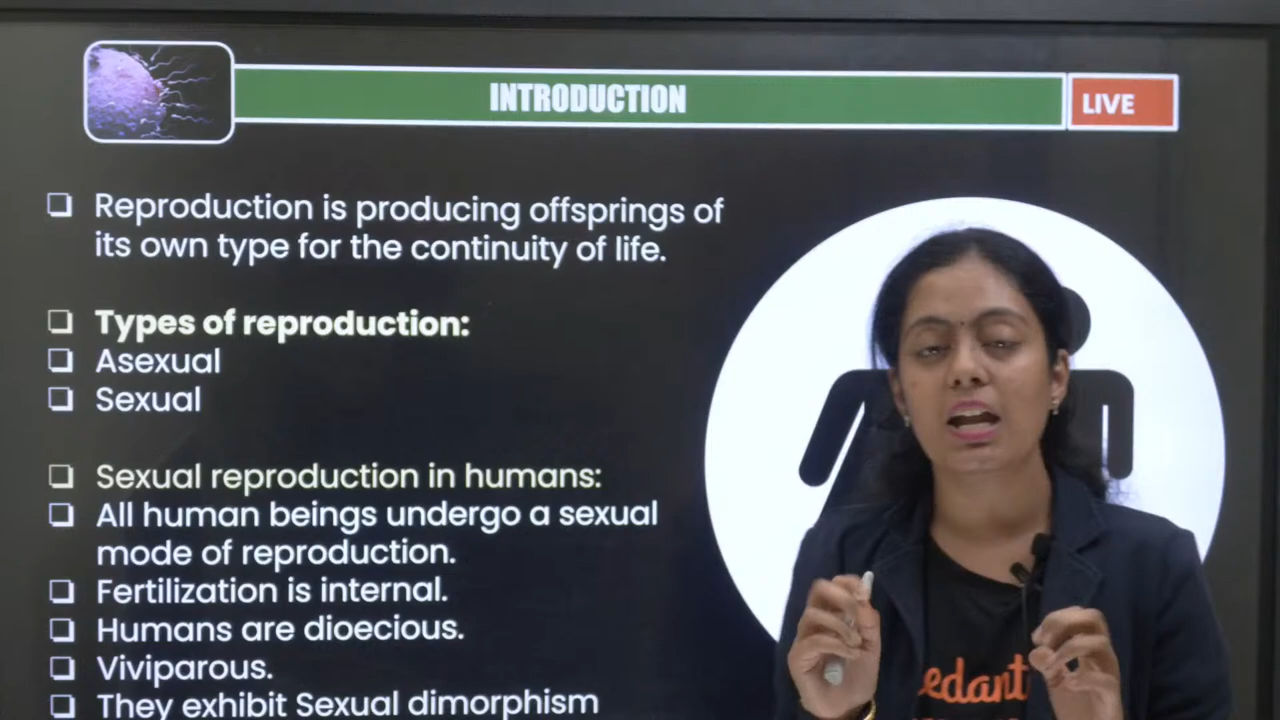 INTRODUCTION
LIVE
❑ Reproduction is producing offsprings of
its own type for the continuity of life.
❑ Types of reproduction:
❑ Asexual
❑ Sexual
❑ Sexual reproduction in humans:
❑ All human beings undergo a sexual
mode of reproduction.
❑ Fertilization is internal.
❑ Humans are dioecious.
❑ Viviparous.
❑ They exhibit Sexual dimorphism
edant